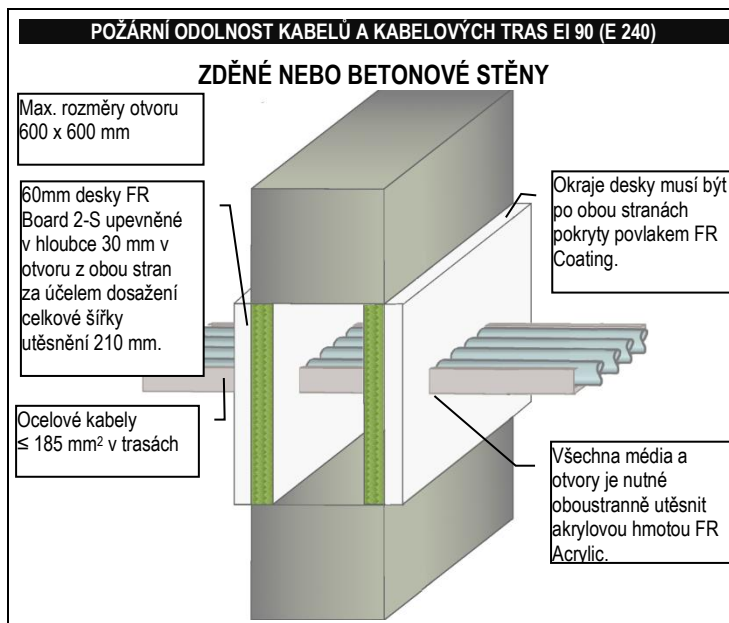 POŽÁRNÍ ODOLNOST KABELŮ A KABELOVÝCH TRAS EI 90 (E 240)
ZDĚNÉ NEBO BETONOVÉ STĚNY
Max. rozměry otvoru
600 x 600 mm
60mm desky FR
Board 2-S upevněné
v hloubce 30 mm v
otvoru z obou stran
za účelem dosažení
celkové šířky
utěsnění 210 mm.
Ocelové kabely
≤ 185 mm² v trasách
Okraje desky musí být
po obou stranách
pokryty povlakem FR
Coating.
Všechna média a
otvory je nutné
oboustranně utěsnit
akrylovou hmotou FR
Acrylic.